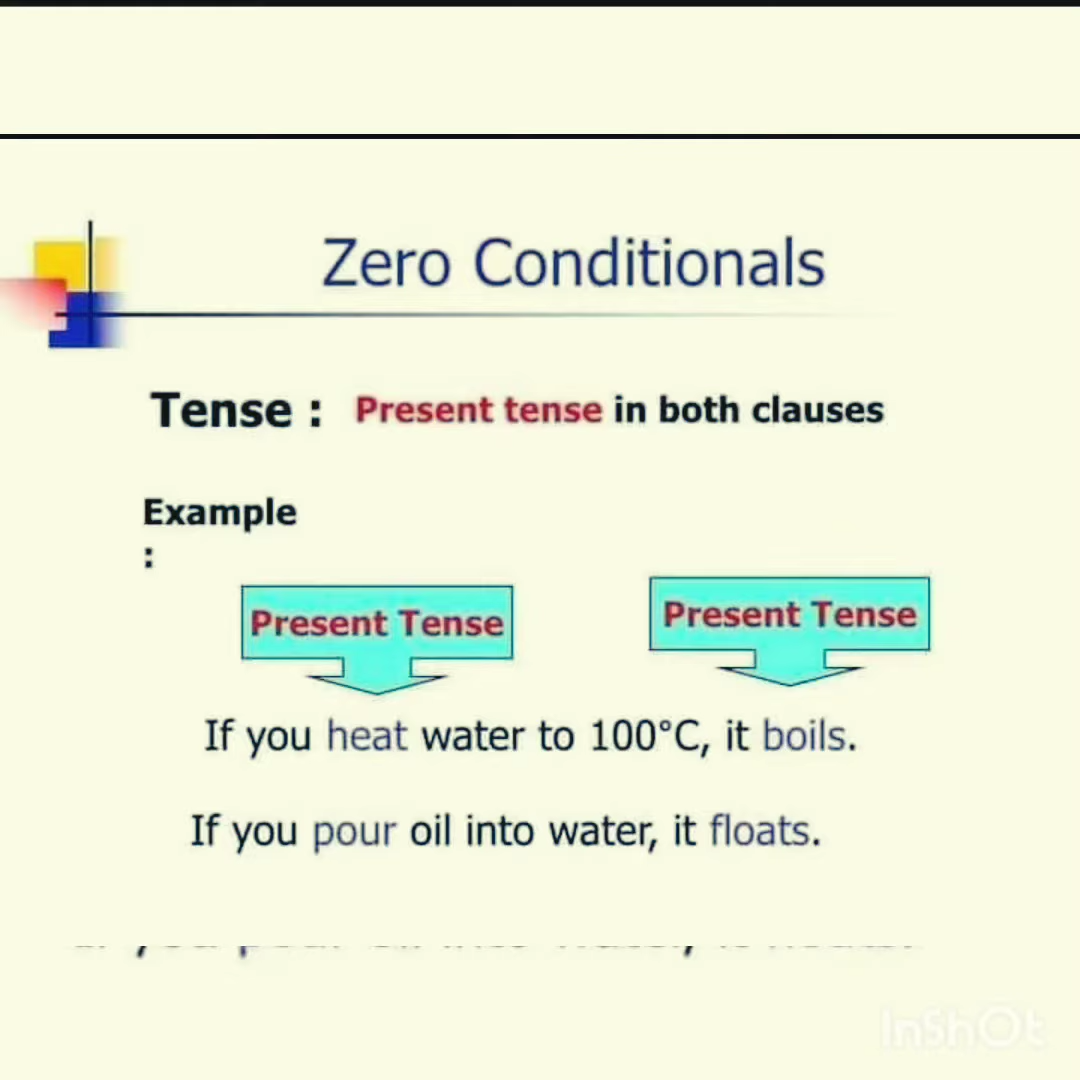 Zero Conditionals
Tense : Present tense in both clauses
Example
:
Present Tense Present Tense
If you heat water to 100°C, it boils.
If you pour oil into water, it floats.
InShOt